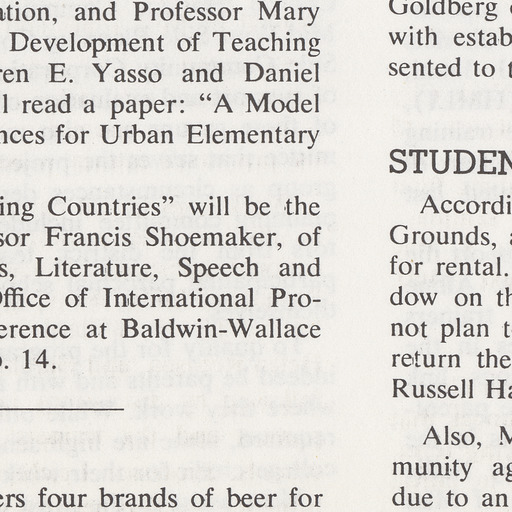 ation, and Professor Mary
Development of Teaching
ren E. Yasso and Daniel
read a paper: “A Model
nces for Urban Elementary
ing Countries” will be the
sor Francis Shoemaker, of
s, Literature, Speech and
Office of International Pro-
erence at Baldwin-Wallace
. 14.
ers four brands of beer for
Goldberg
with estab
sented to t
STUDEN
Accordi
Grounds, a
for rental.
dow on th
not plan t
return the
Russell Ha
Also, M
munity ag
due to an